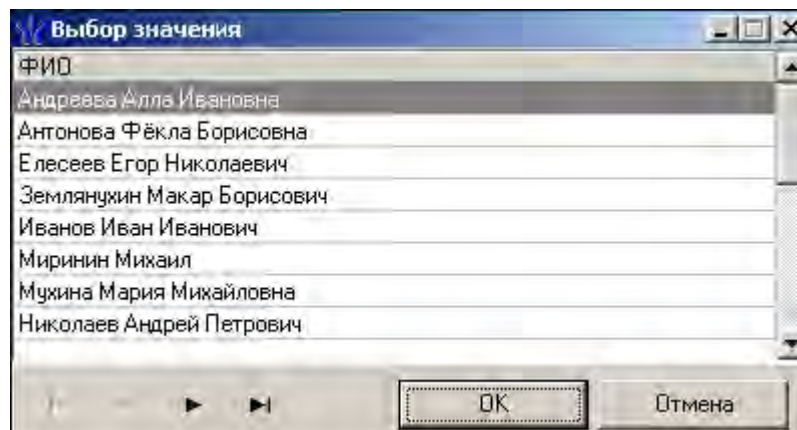 Выбор значения
ФИО
Андреева Алла Ивановна
Антонова Фёкла Борисовна
Елесеев Егор Николаевич
Землянухин Макар Борисович
Иванов Иван Иванович
Миринин Михаил
Мухина Мария Михайловна
Николаев Андрей Петрович
OK
Отмена